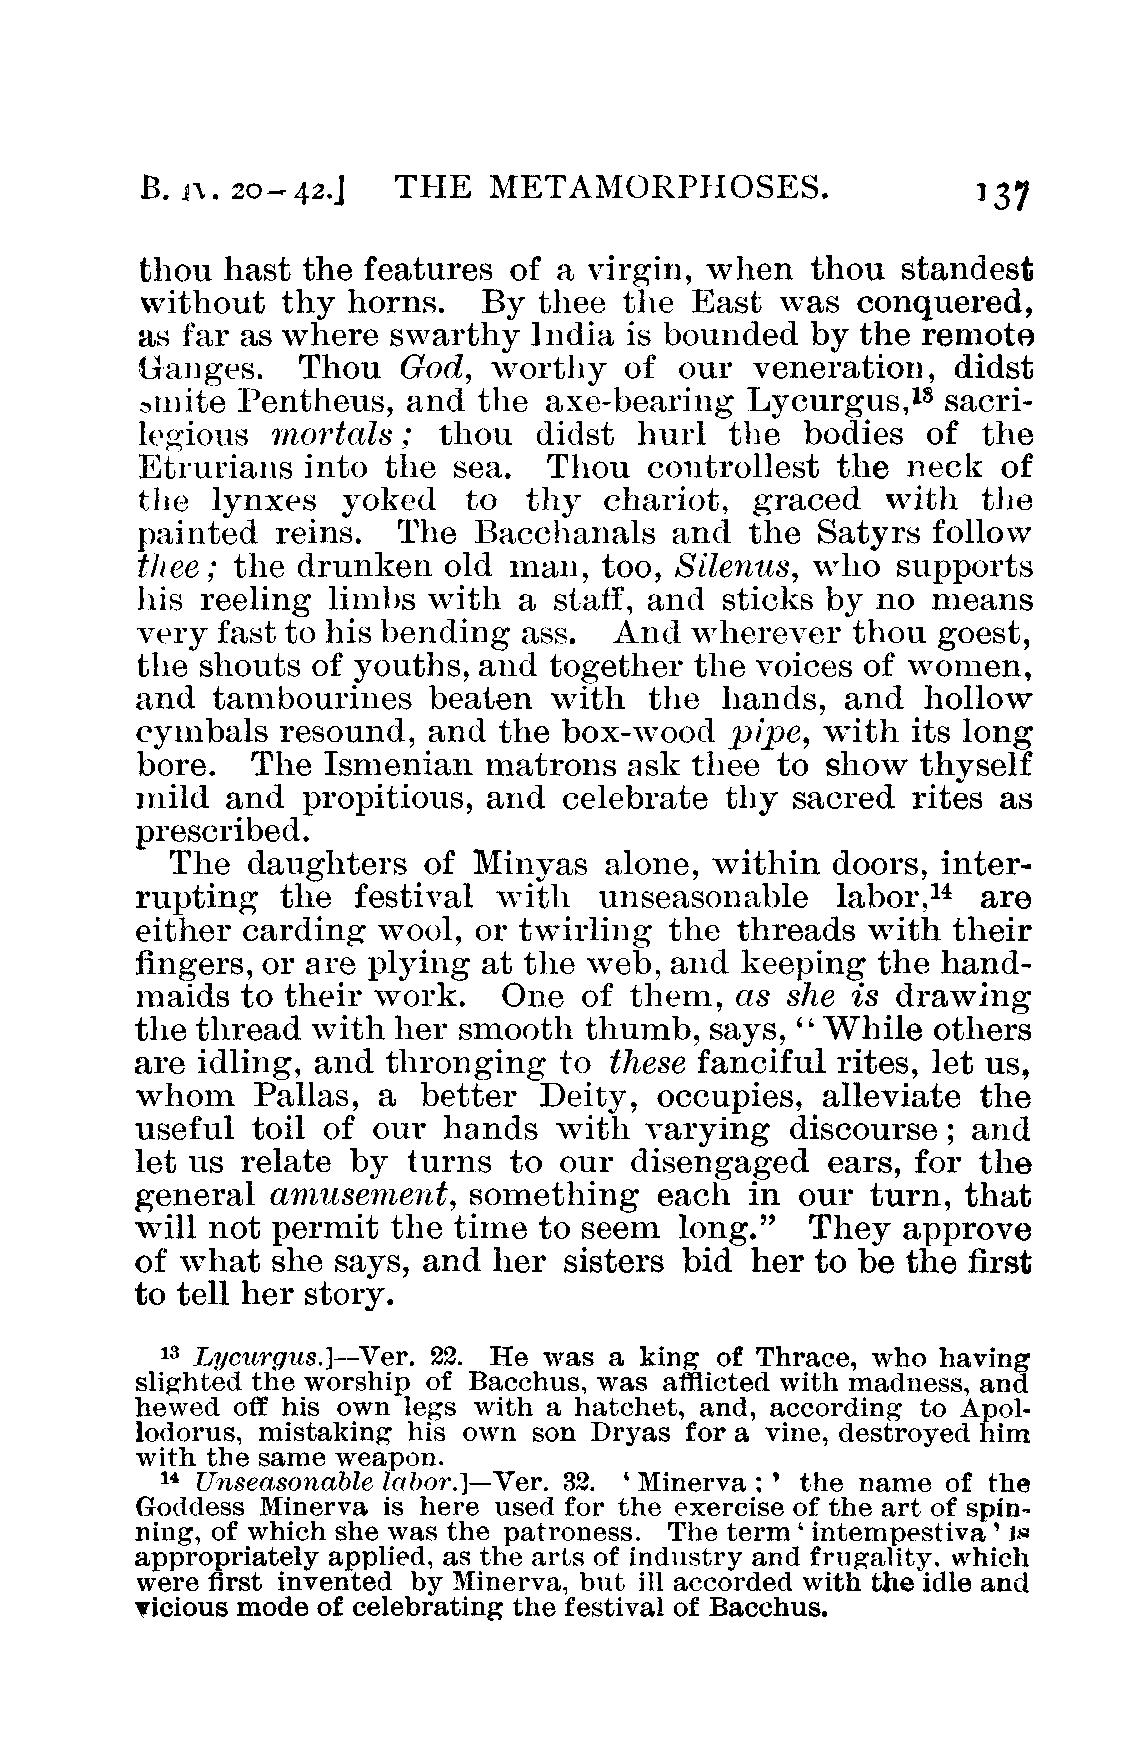 B. IV. 20–42.] THE METAMORPHOSES. 137
thou hast the features of a virgin, when thou standest
without thy horns. By thee the East was conquered,
as far as where swarthy India is bounded by the remote
Ganges. Thou God, worthy of our veneration, didst
smite Pentheus, and the axe-bearing Lycurgus,¹³ sacri-
legious mortals; thou didst hurl the bodies of the
Etrurians into the sea. Thou controllest the neck of
the lynxes yoked to thy chariot, graced with the
painted reins. The Bacchanals and the Satyrs follow
thee; the drunken old man, too, Silenus, who supports
his reeling limbs with a staff, and sticks by no means
very fast to his bending ass. And wherever thou goest,
the shouts of youths, and together the voices of women,
and tambourines beaten with the hands, and hollow
cymbals resound, and the box-wood pipe, with its long
bore. The Ismenian matrons ask thee to show thyself
mild and propitious, and celebrate thy sacred rites as
prescribed.
The daughters of Minyas alone, within doors, inter-
rupting the festival with unseasonable labor,¹⁴ are
either carding wool, or twirling the threads with their
fingers, or are plying at the web, and keeping the hand-
maids to their work. One of them, as she is drawing
the thread with her smooth thumb, says, “While others
are idling, and thronging to these fanciful rites, let us,
whom Pallas, a better Deity, occupies, alleviate the
useful toil of our hands with varying discourse; and
let us relate by turns to our disengaged ears, for the
general amusement, something each in our turn, that
will not permit the time to seem long.” They approve
of what she says, and her sisters bid her to be the first
to tell her story.
¹³ Lycurgus.]—Ver. 22. He was a king of Thrace, who having
slighted the worship of Bacchus, was afflicted with madness, and
hewed off his own legs with a hatchet, and, according to Apol-
lodorus, mistaking his own son Dryas for a vine, destroyed him
with the same weapon.
¹⁴ Unseasonable labor.]—Ver. 32. ‘Minerva;’ the name of the
Goddess Minerva is here used for the exercise of the art of spin-
ning, of which she was the patroness. The term ‘intempestiva’ is
appropriately applied, as the arts of industry and frugality, which
were first invented by Minerva, but ill accorded with the idle and
vicious mode of celebrating the festival of Bacchus.